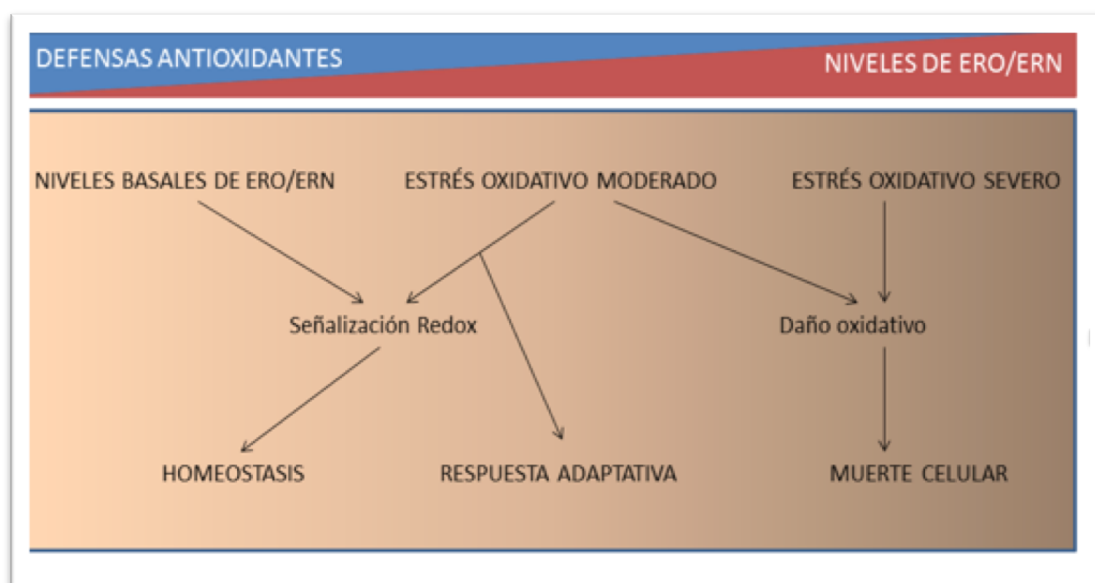 DEFENSAS ANTIOXIDANTES
NIVELES DE ERO/ERN
NIVELES BASALES DE ERO/ERN
ESTRÉS OXIDATIVO MODERADO
ESTRÉS OXIDATIVO SEVERO
Señalización Redox
Daño oxidativo
HOMEOSTASIS
RESPUESTA ADAPTATIVA
MUERTE CELULAR